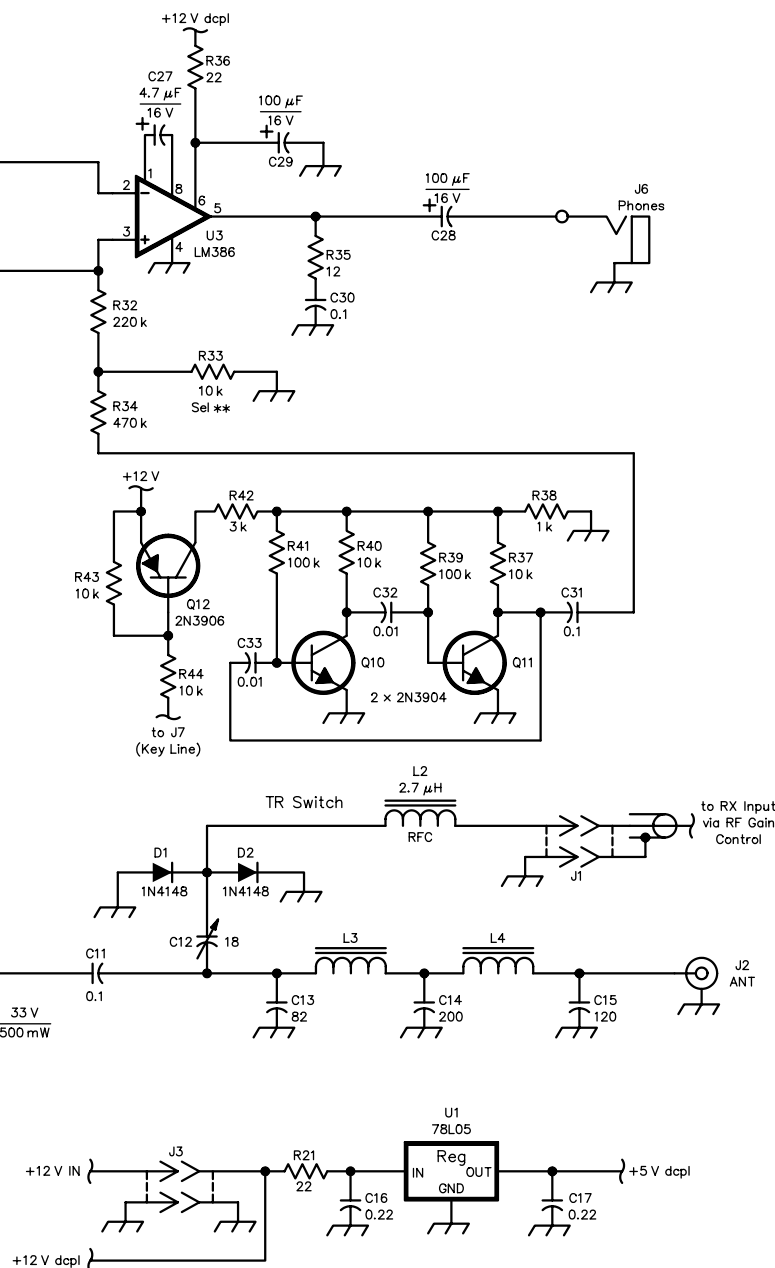 +12 V dcpl
R36
22
C27
4.7 µF
16 V
+
100 µF
16 V
+
C29
1
8
2
−
6
5
3
+
4
U3
LM386
100 µF
16 V
+
C28
J6
Phones
R35
12
C30
0.1
R32
220 k
R33
10 k
Sel **
R34
470 k
+12 V
R42
3 k
R38
1 k
R43
10 k
R41
100 k
R40
10 k
R39
100 k
R37
10 k
Q12
2N3906
C32
0.01
C31
0.1
C33
0.01
Q10
Q11
R44
10 k
2 × 2N3904
to J7
(Key Line)
L2
2.7 µH
TR Switch
RFC
to RX Input
via RF Gain
Control
J1
D1
1N4148
D2
1N4148
C12
18
C11
0.1
L3
L4
J2
ANT
C13
82
C14
200
C15
120
33 V
500 mW
U1
78L05
J3
+12 V IN
R21
22
Reg
IN
OUT
GND
+5 V dcpl
C16
0.22
C17
0.22
+12 V dcpl